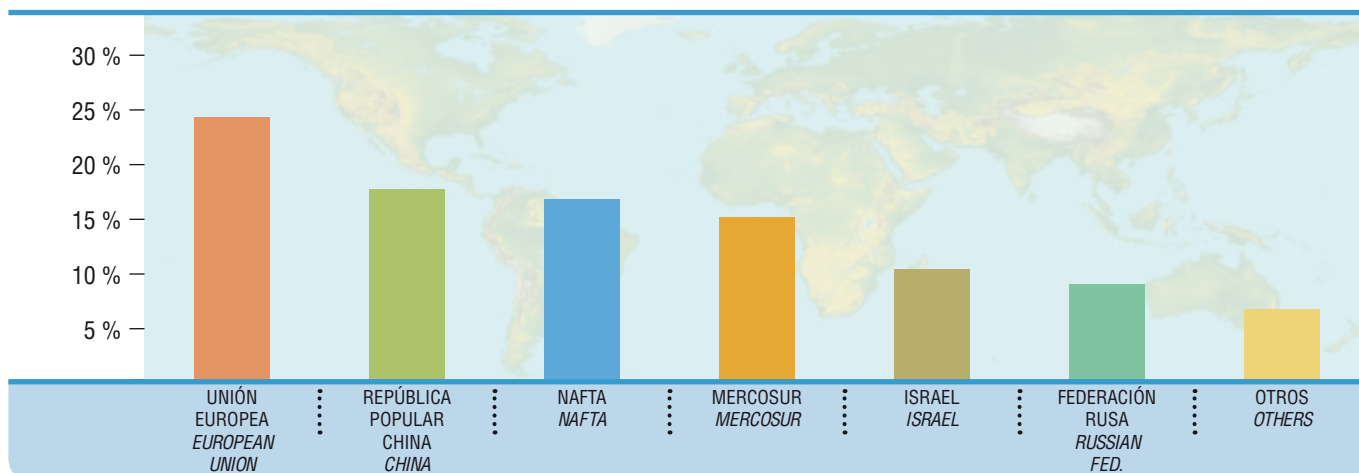 30 %
25 %
20 %
15 %
10 %
5 %
UNIÓN
EUROPEA
EUROPEAN
UNION
REPÚBLICA
POPULAR
CHINA
CHINA
NAFTA
NAFTA
MERCOSUR
MERCOSUR
ISRAEL
ISRAEL
FEDERACIÓN
RUSA
RUSSIAN
FED.
OTROS
OTHERS